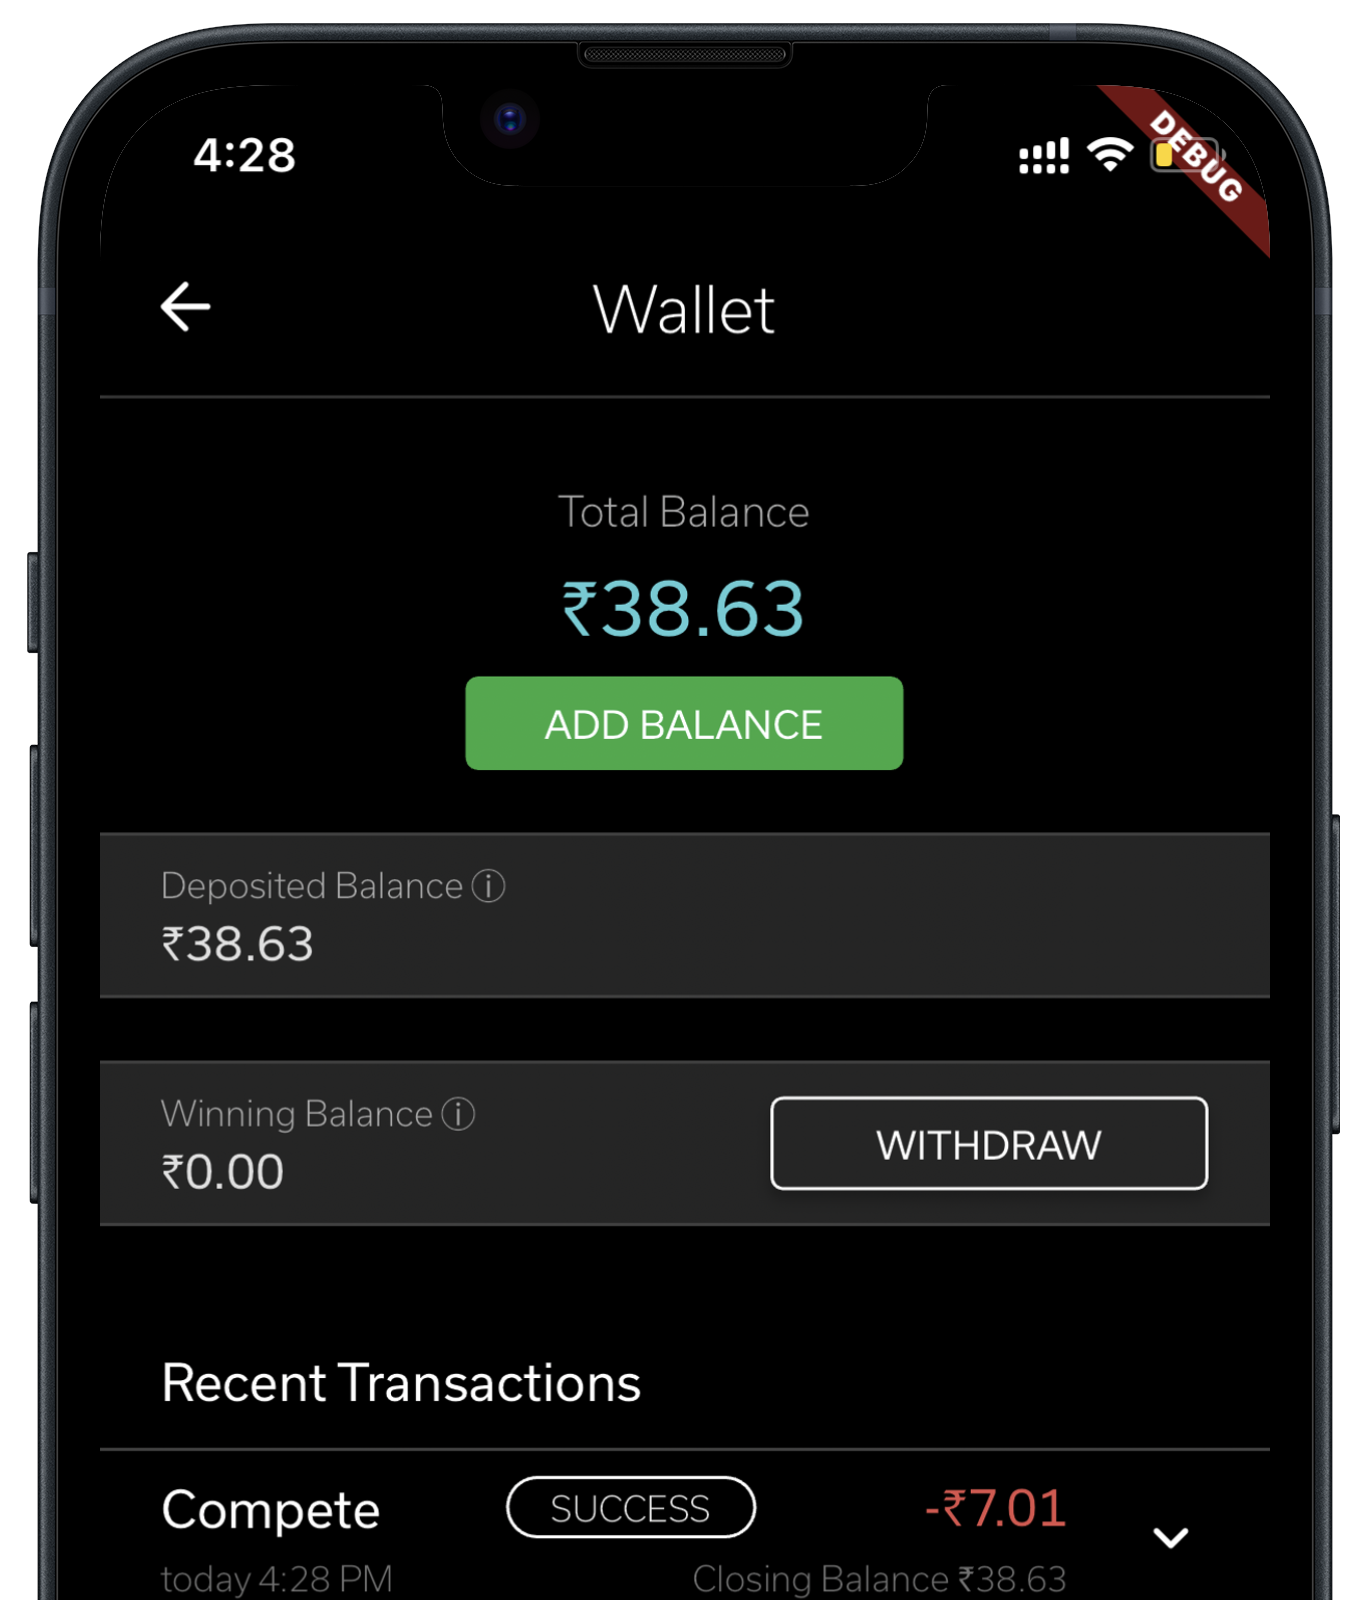 4:28
DEBUG
Wallet
Total Balance
₹38.63
ADD BALANCE
Deposited Balance
₹38.63
Winning Balance
₹0.00
WITHDRAW
Recent Transactions
Compete SUCCESS -₹7.01
today 4:28 PM Closing Balance ₹38.63